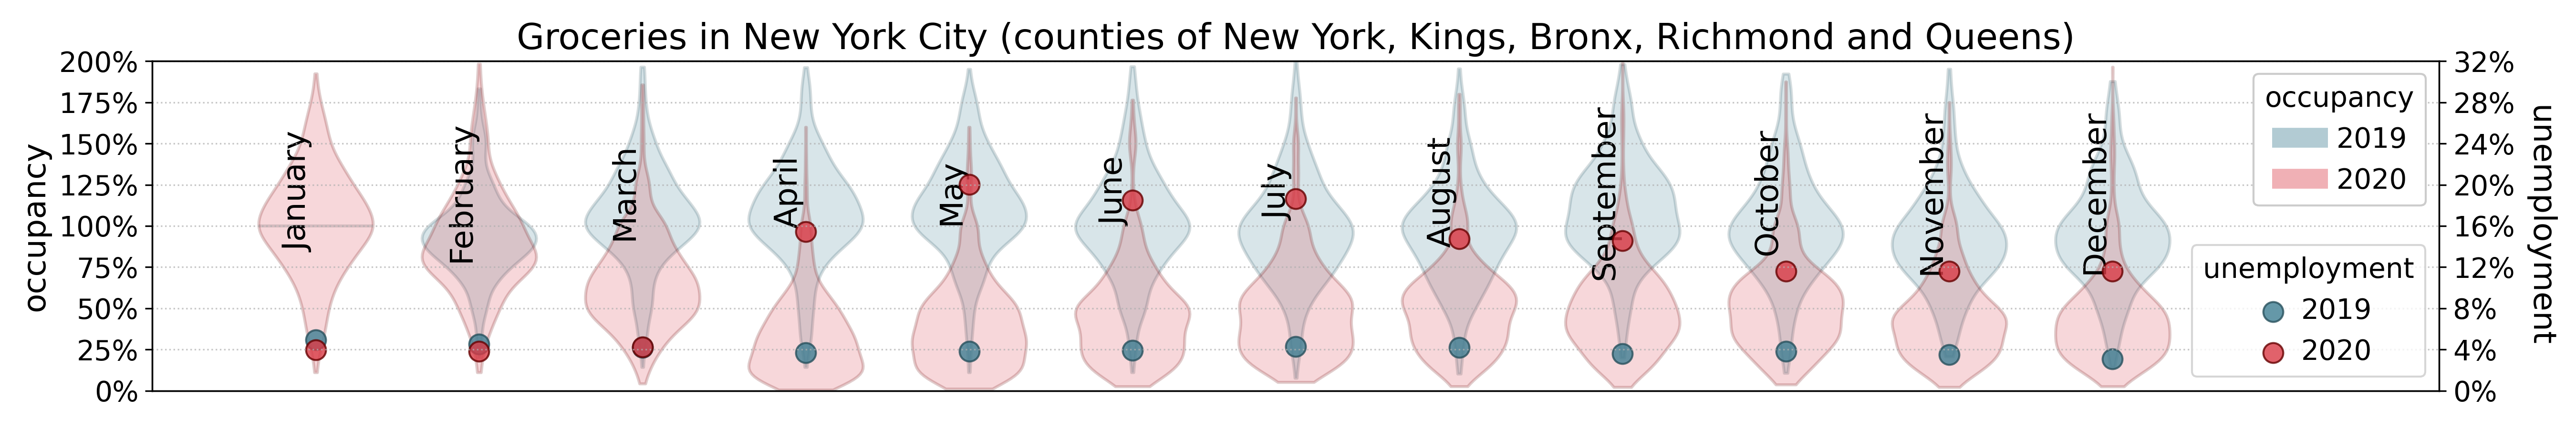 Groceries in New York City (counties of New York, Kings, Bronx, Richmond and Queens)
occupancy
200%
175%
150%
125%
100%
75%
50%
25%
0%
January
February
March
April
May
June
July
August
September
October
November
December
occupancy
2019
2020
unemployment
2019
2020
32%
28%
24%
20%
16%
12%
8%
4%
0%
unemployment